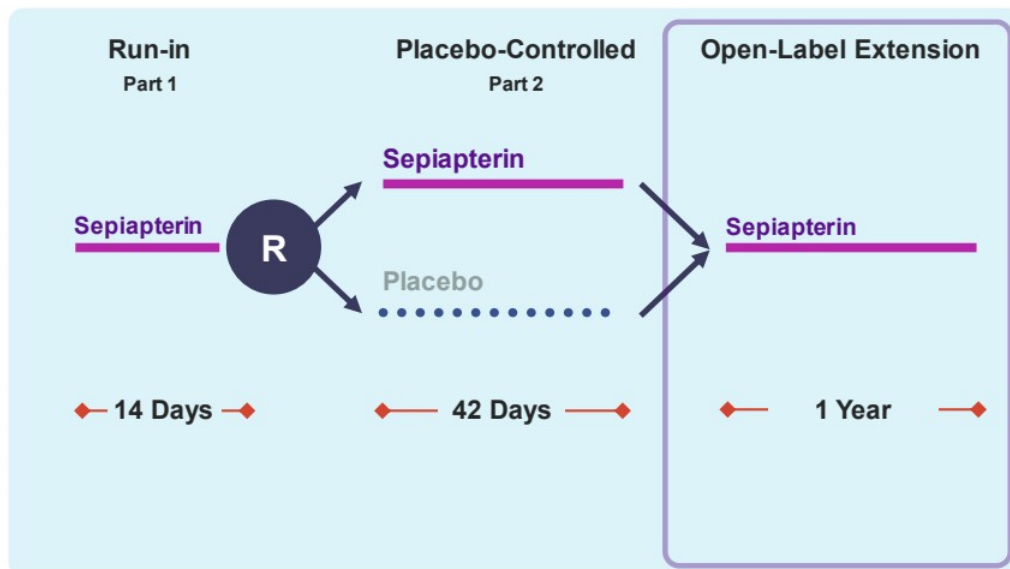 Run-in
Part 1
Placebo-Controlled
Part 2
Open-Label Extension
Sepiapterin
R
Sepiapterin
Placebo
Sepiapterin
14 Days
42 Days
1 Year